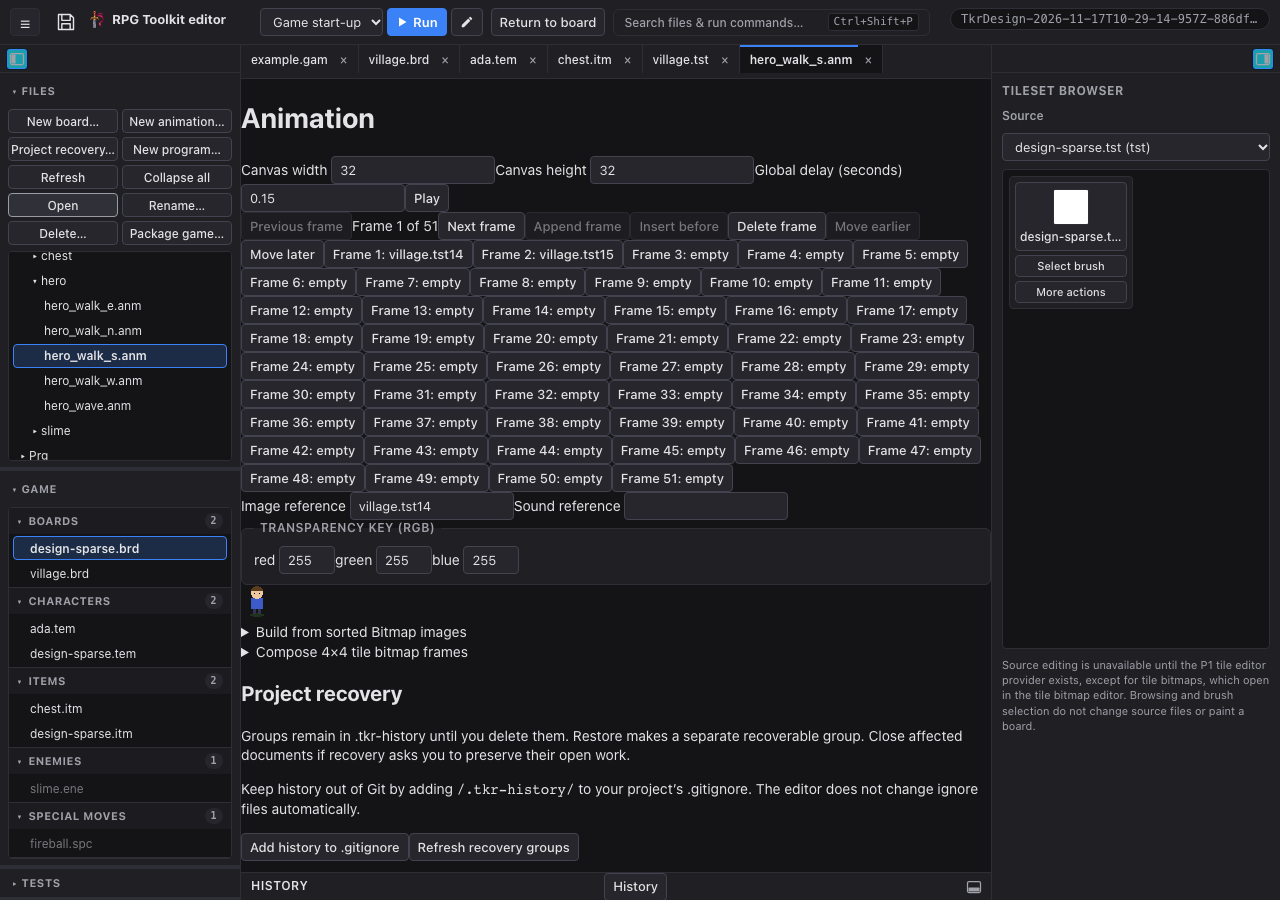 RPG Toolkit editor
Game start-up
Run
Return to board
Search files & run commands...
Ctrl+Shift+P
TkrDesign-2026-11-17T10-29-14-957Z-886df…
FILES
New board...
New animation...
Project recovery...
New program...
Refresh
Collapse all
Open
Rename...
Delete...
Package game...
chest
hero
hero_walk_e.anm
hero_walk_n.anm
hero_walk_s.anm
hero_walk_w.anm
hero_wave.anm
slime
Prg
GAME
BOARDS 2
design-sparse.brd
village.brd
CHARACTERS 2
ada.tem
design-sparse.tem
ITEMS 2
chest.itm
design-sparse.itm
ENEMIES 1
slime.ene
SPECIAL MOVES 1
fireball.spc
TESTS
example.gam ×
village.brd ×
ada.tem ×
chest.itm ×
village.tst ×
hero_walk_s.anm ×
Animation
Canvas width 32 Canvas height 32 Global delay (seconds)
0.15 Play
Previous frame Frame 1 of 51 Next frame Append frame Insert before Delete frame Move earlier
Move later Frame 1: village.tst14 Frame 2: village.tst15 Frame 3: empty Frame 4: empty Frame 5: empty
Frame 6: empty Frame 7: empty Frame 8: empty Frame 9: empty Frame 10: empty Frame 11: empty
Frame 12: empty Frame 13: empty Frame 14: empty Frame 15: empty Frame 16: empty Frame 17: empty
Frame 18: empty Frame 19: empty Frame 20: empty Frame 21: empty Frame 22: empty Frame 23: empty
Frame 24: empty Frame 25: empty Frame 26: empty Frame 27: empty Frame 28: empty Frame 29: empty
Frame 30: empty Frame 31: empty Frame 32: empty Frame 33: empty Frame 34: empty Frame 35: empty
Frame 36: empty Frame 37: empty Frame 38: empty Frame 39: empty Frame 40: empty Frame 41: empty
Frame 42: empty Frame 43: empty Frame 44: empty Frame 45: empty Frame 46: empty Frame 47: empty
Frame 48: empty Frame 49: empty Frame 50: empty Frame 51: empty
Image reference village.tst14 Sound reference
TRANSPARENCY KEY (RGB)
red 255 green 255 blue 255
Build from sorted Bitmap images
Compose 4×4 tile bitmap frames
Project recovery
Groups remain in .tkr-history until you delete them. Restore makes a separate recoverable group. Close affected
documents if recovery asks you to preserve their open work.
Keep history out of Git by adding /.tkr-history/ to your project's .gitignore. The editor does not change ignore
files automatically.
Add history to .gitignore Refresh recovery groups
HISTORY
History
TILESET BROWSER
Source
design-sparse.tst (tst)
design-sparse.t...
Select brush
More actions
Source editing is unavailable until the P1 tile editor
provider exists, except for tile bitmaps, which open
in the tile bitmap editor. Browsing and brush
selection do not change source files or paint a
board.